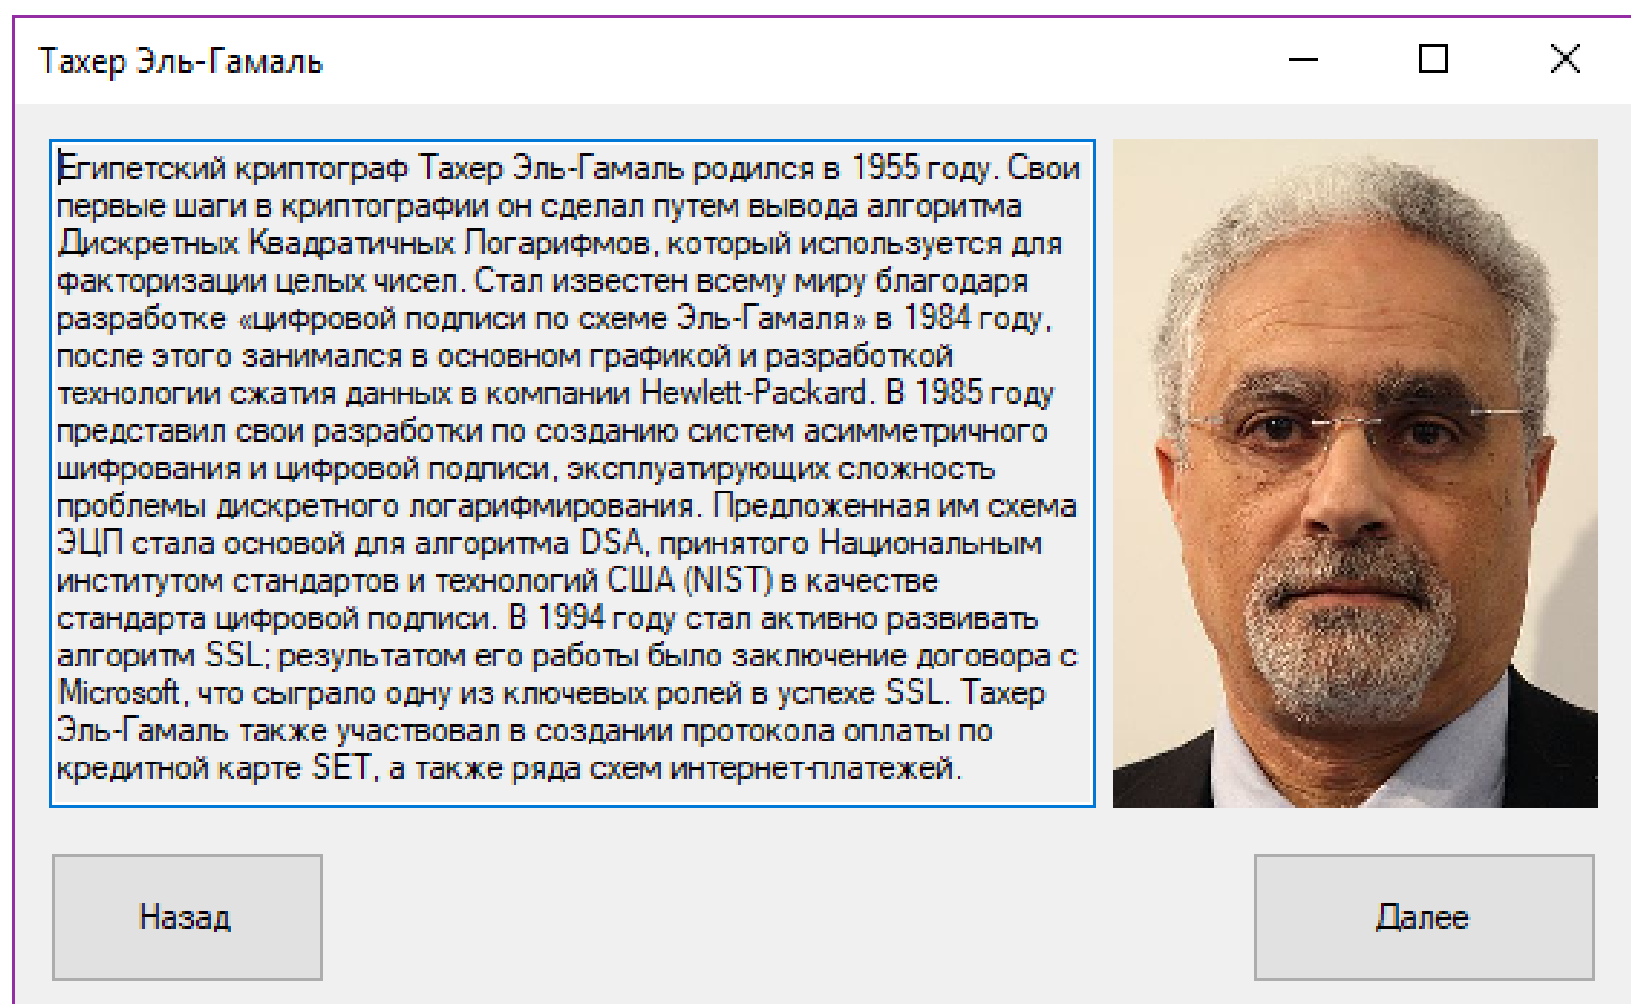 Тахер Эль-Гамаль
Египетский криптограф Тахер Эль-Гамаль родился в 1955 году. Свои
первые шаги в криптографии он сделал путем вывода алгоритма
Дискретных Квадратичных Логарифмов, который используется для
факторизации целых чисел. Стал известен всему миру благодаря
разработке «цифровой подписи по схеме Эль-Гамаля» в 1984 году,
после этого занимался в основном графикой и разработкой
технологии сжатия данных в компании Hewlett-Packard. В 1985 году
представил свои разработки по созданию систем асимметричного
шифрования и цифровой подписи, эксплуатирующих сложность
проблемы дискретного логарифмирования. Предложенная им схема
ЭЦП стала основой для алгоритма DSA, принятого Национальным
институтом стандартов и технологий США (NIST) в качестве
стандарта цифровой подписи. В 1994 году стал активно развивать
алгоритм SSL; результатом его работы было заключение договора с
Microsoft, что сыграло одну из ключевых ролей в успехе SSL. Тахер
Эль-Гамаль также участвовал в создании протокола оплаты по
кредитной карте SET, а также ряда схем интернет-платежей.
Назад
Далее